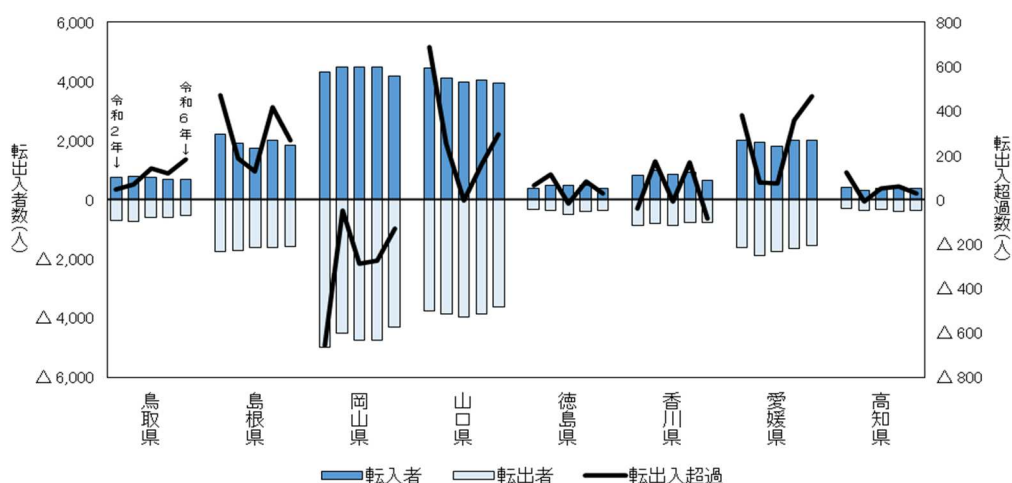 6,000
4,000
2,000
0
△ 2,000
△ 4,000
△ 6,000
転出入者数(人)
令和2年→
令和6年→
800
600
400
200
0
△ 200
△ 400
△ 600
△ 800
転出入超過数(人)
鳥取県
島根県
岡山県
山口県
徳島県
香川県
愛媛県
高知県
転入者 転出者 転出入超過